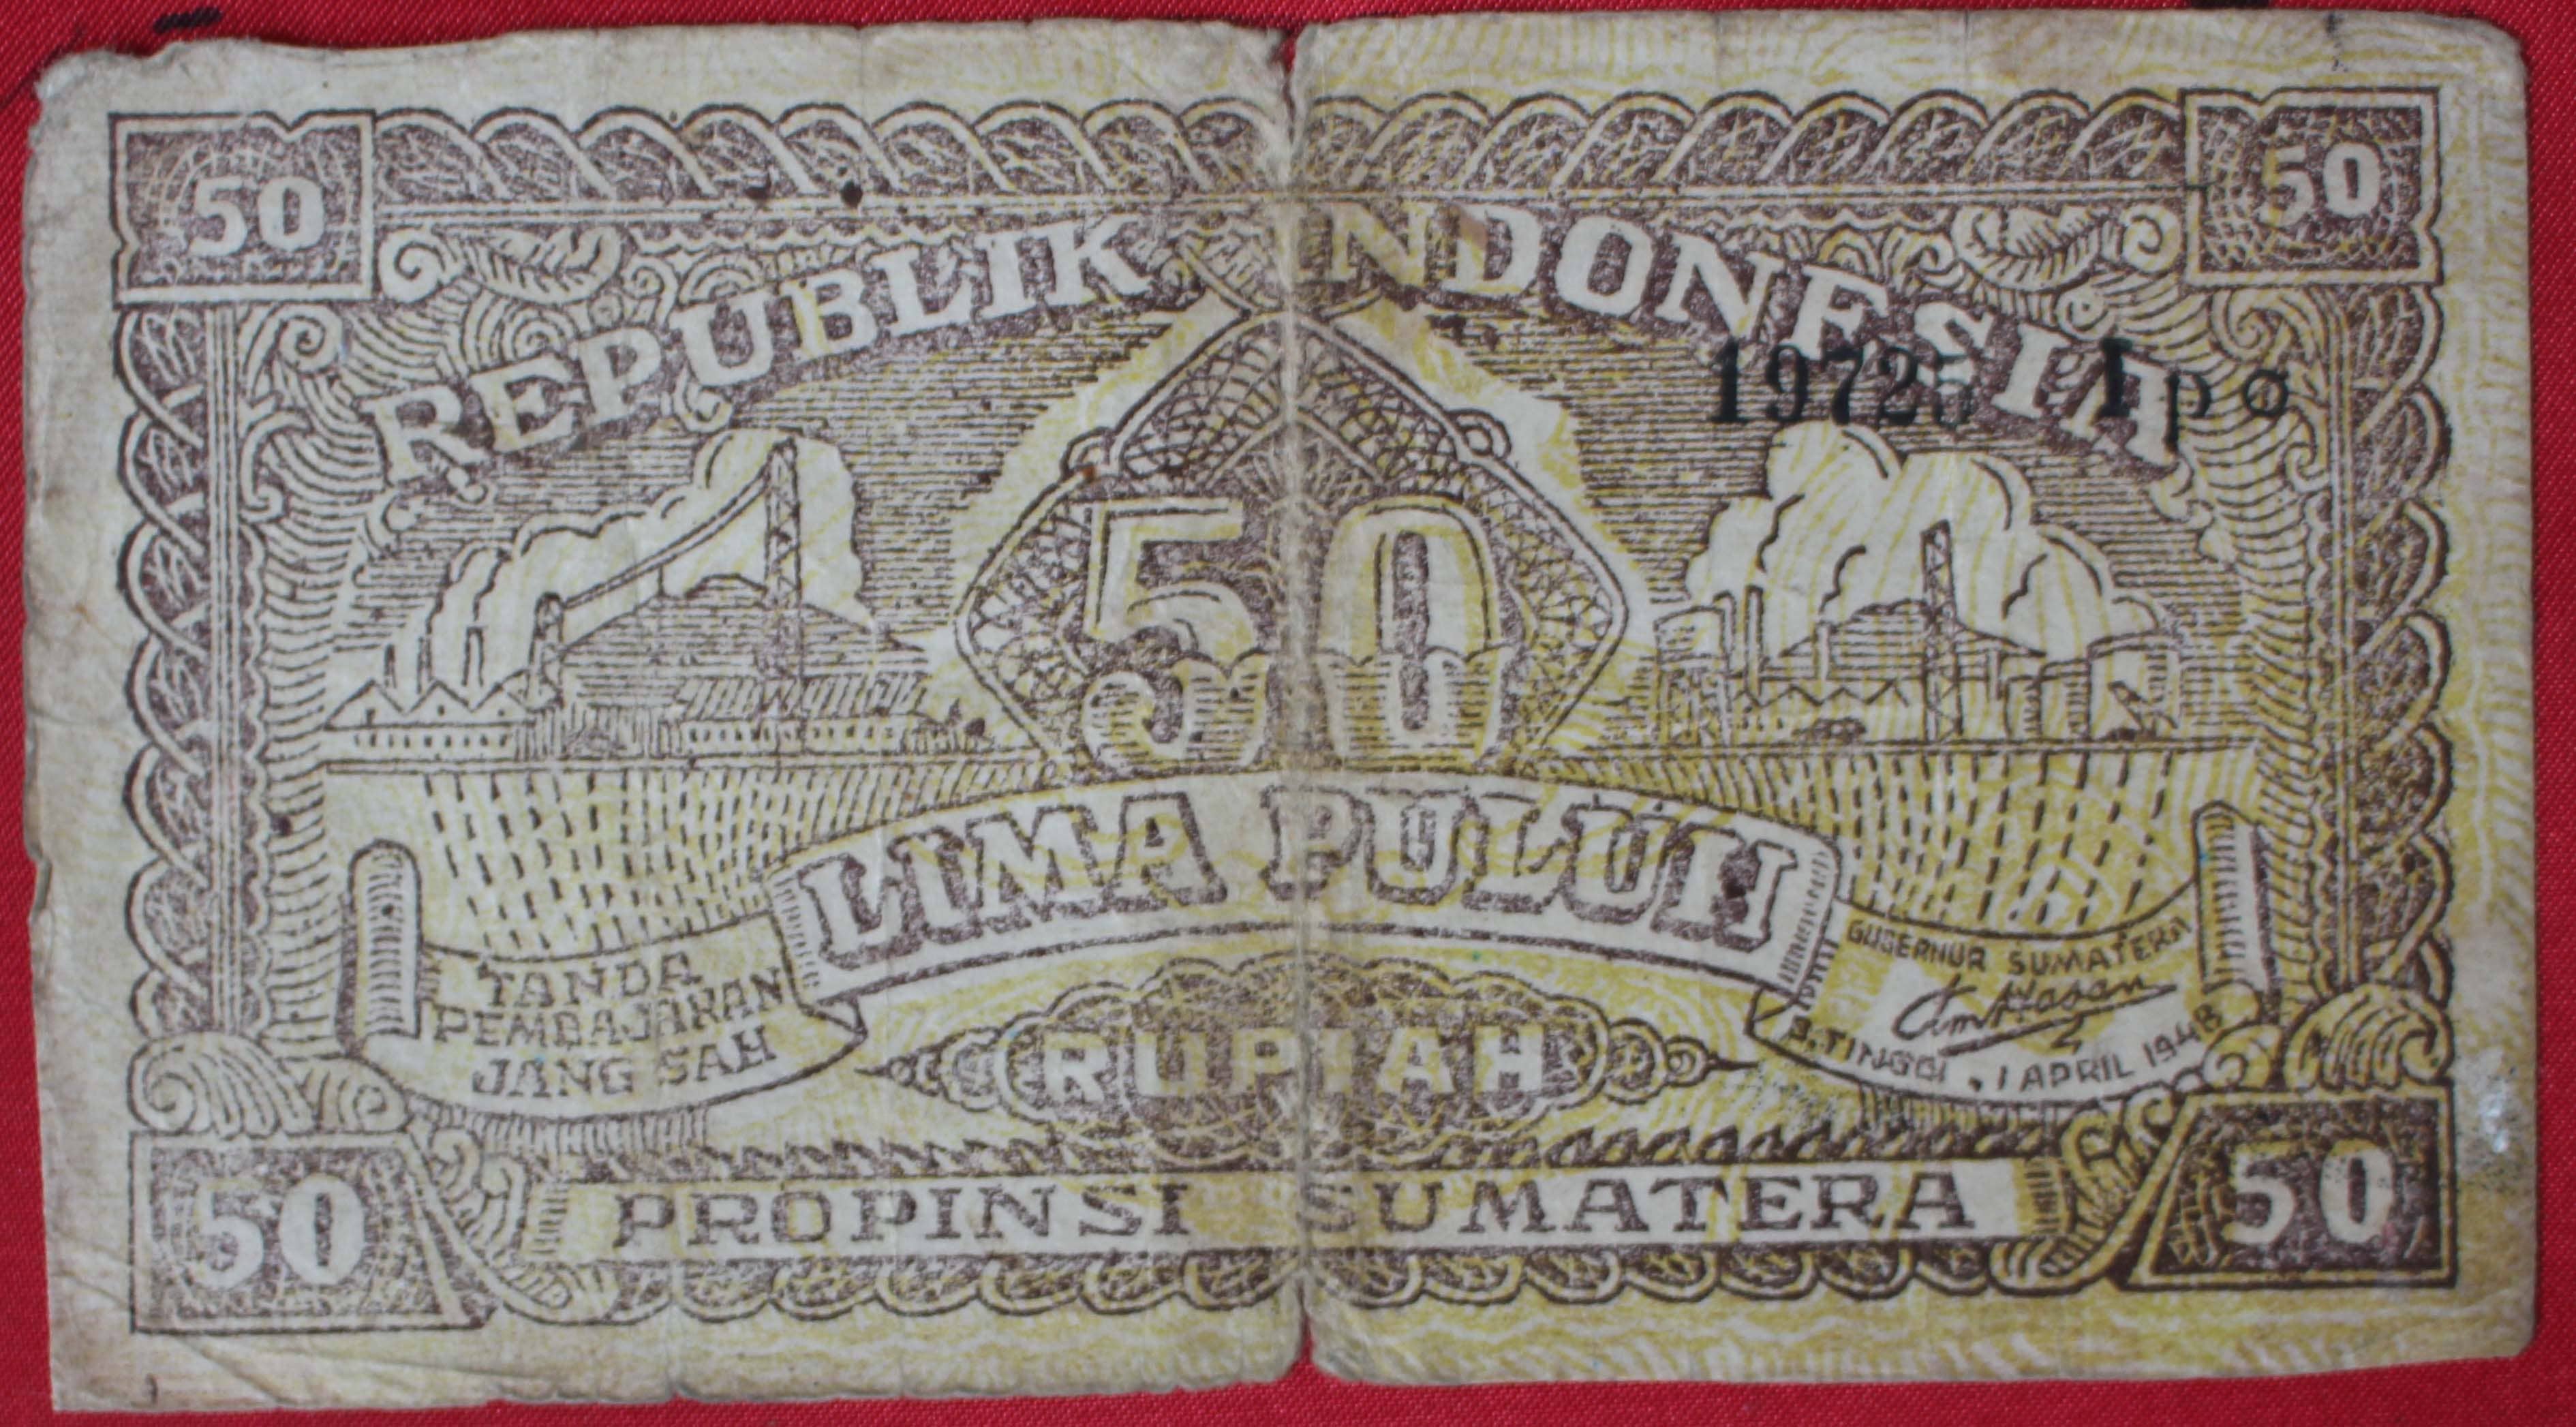 50 50
REPUBLIK INDONESIA
19725 I p o
50
LIMA PULUH
TANDA
PEMBAJARAN
JANG SAH
GUBERNUR SUMATERA
B. TINGGI, 1 APRIL 1948
RUPIAH
50 50
PROPINSI SUMATERA